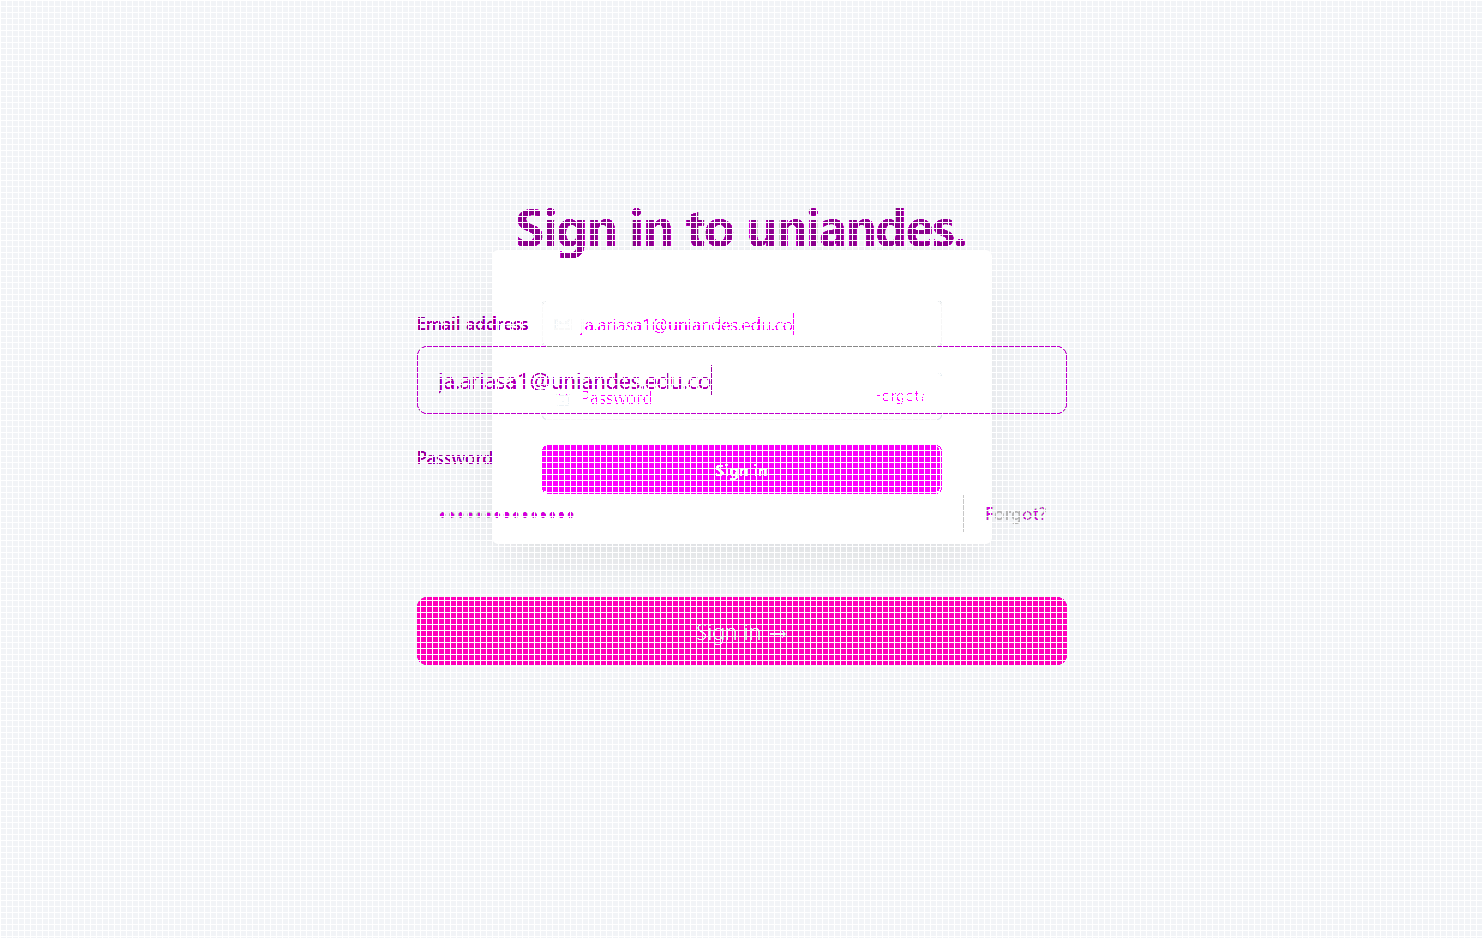 Sign in to uniandes.
Email address
ja.ariasa1@uniandes.edu.co
ja.ariasa1@uniandes.edu.co
Password Forgot?
Password
Sign in
Forgot?
Sign in →